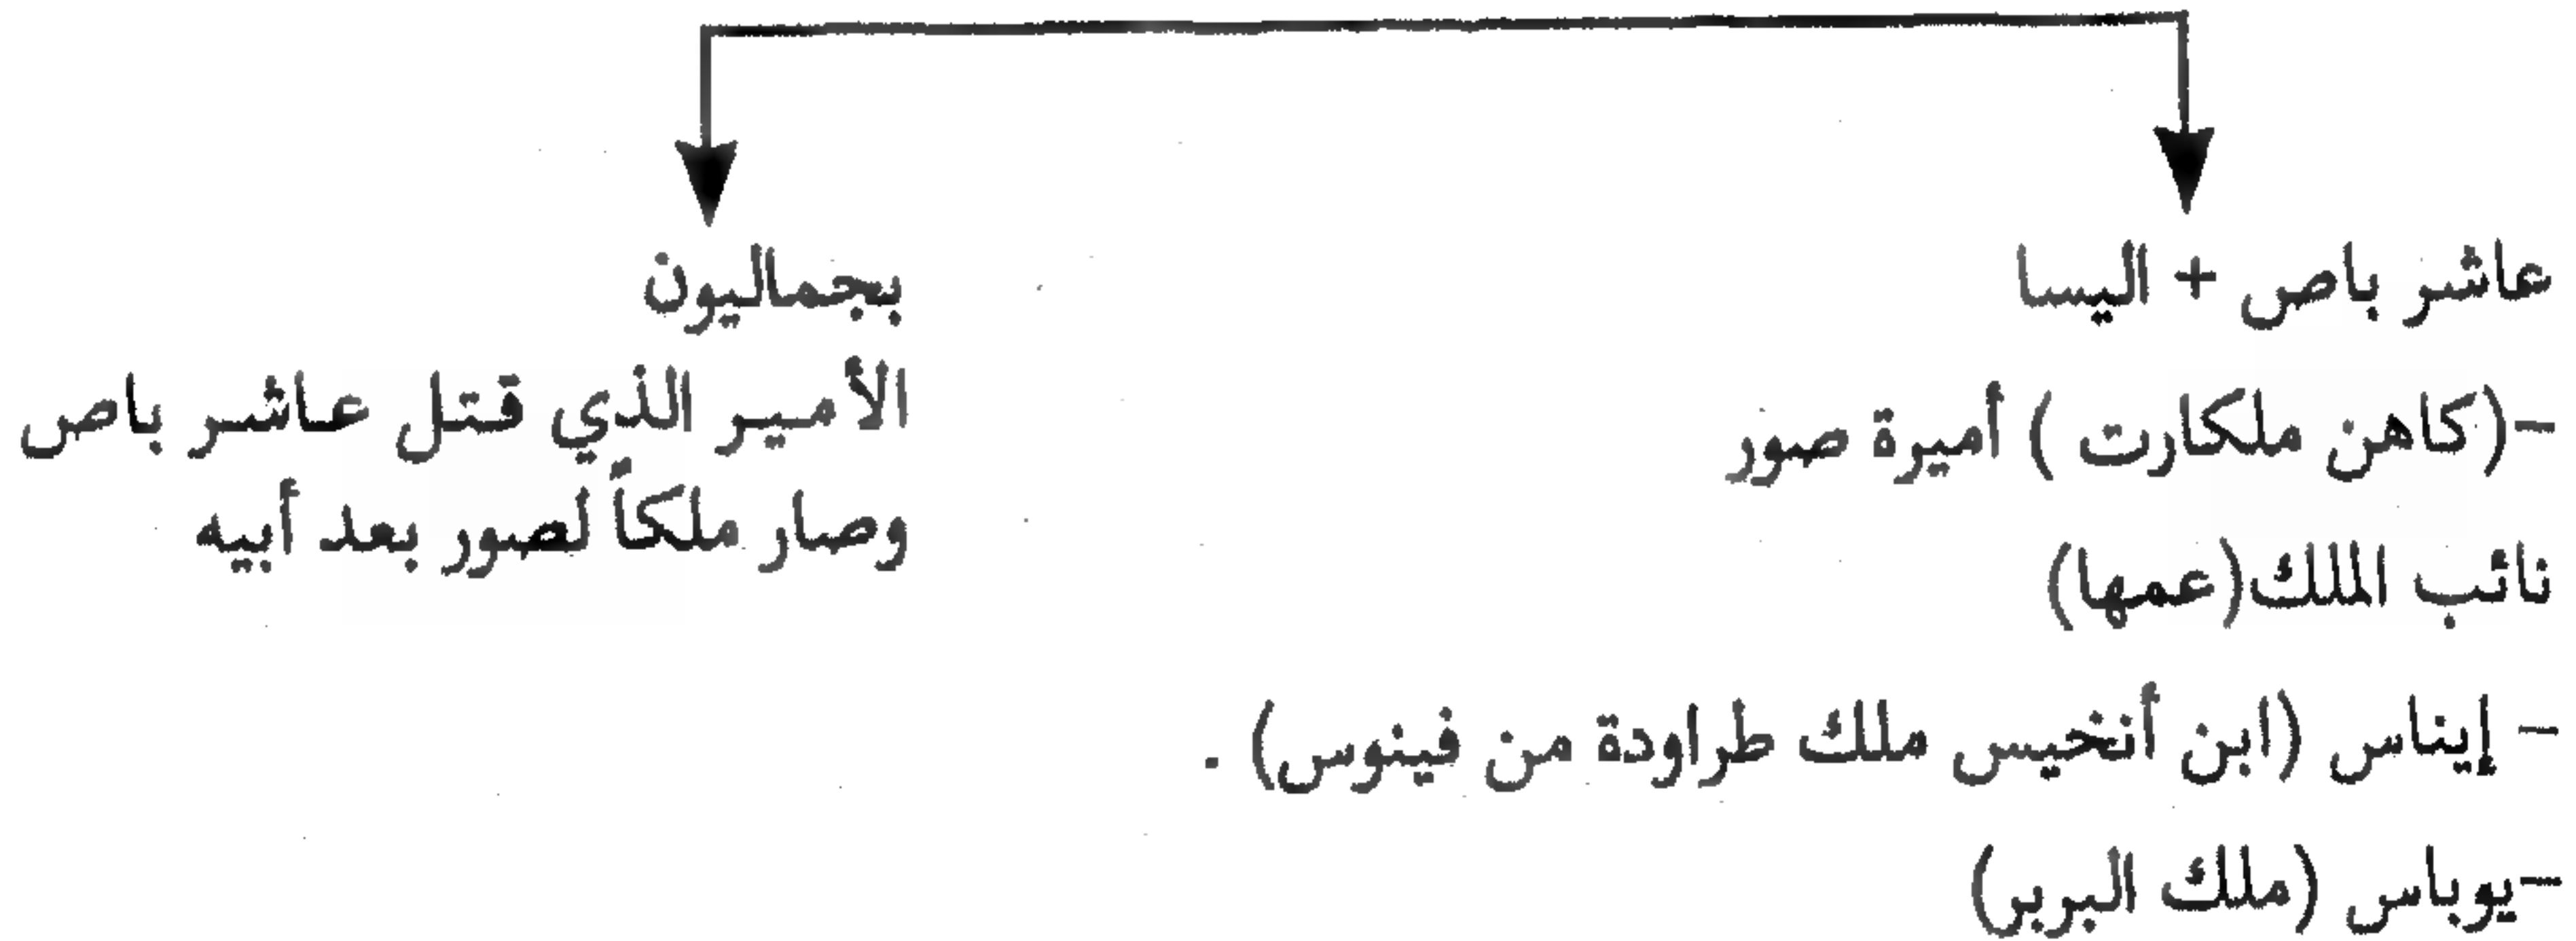 عاشر باص + اليسا
-(كاهن ملكارت ) أميرة صور
نائب الملك(عمها)
- إيناس (ابن أنخيس ملك طراودة من فينوس) .
-يوباس (ملك البربر)
بجماليون
الأمير الذي قتل عاشر باص
وصار ملكاً لصور بعد أبيه